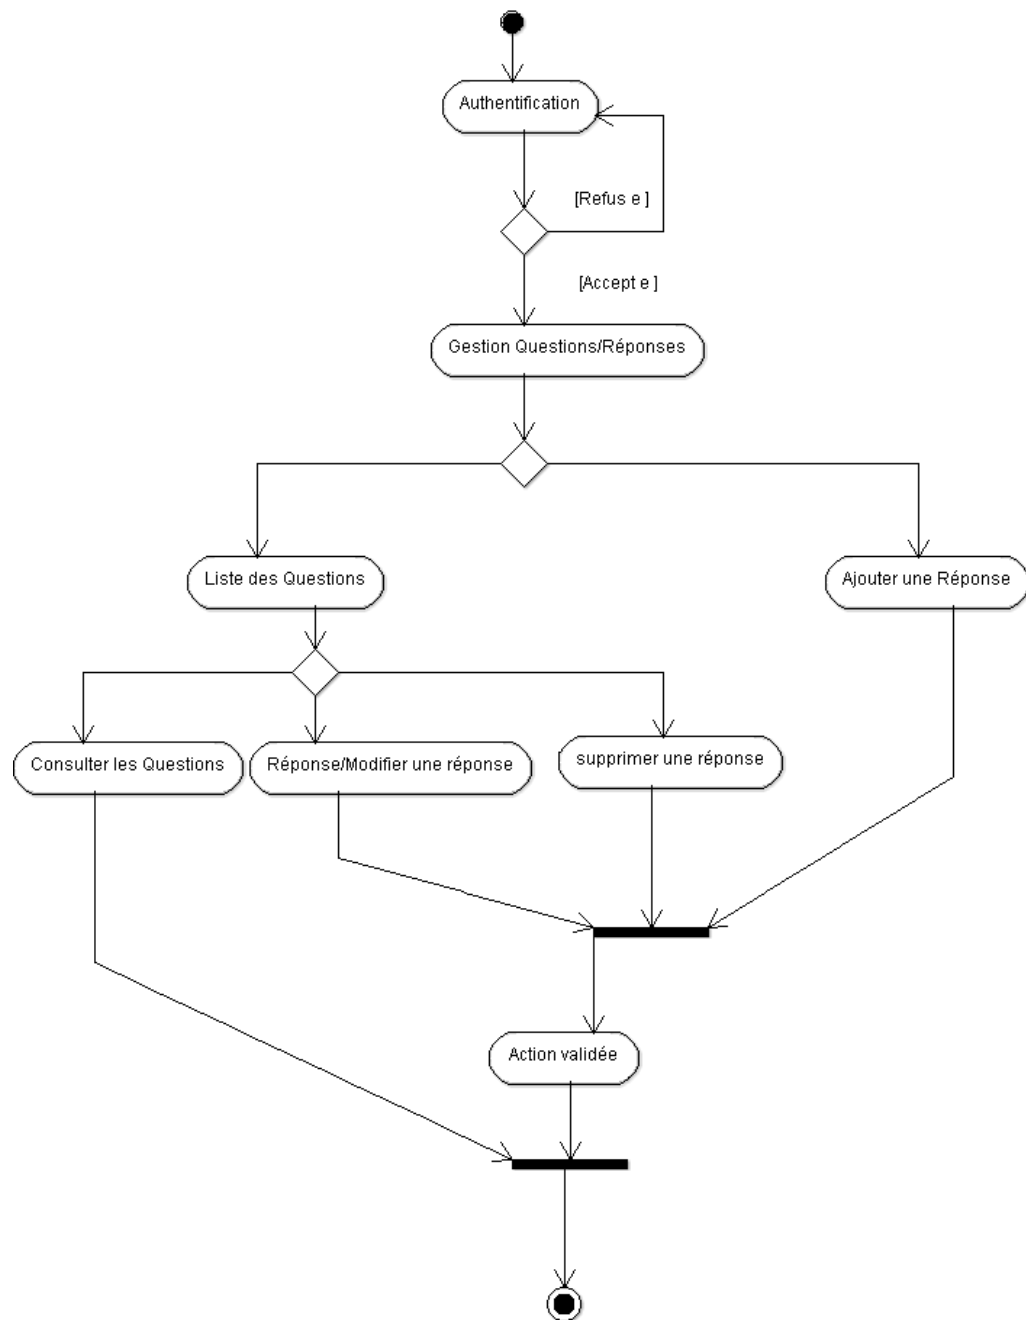 Authentification
[Refus e ]
[Accept e ]
Gestion Questions/Réponses
Liste des Questions
Ajouter une Réponse
Consulter les Questions
Réponse/Modifier une réponse
supprimer une réponse
Action validée